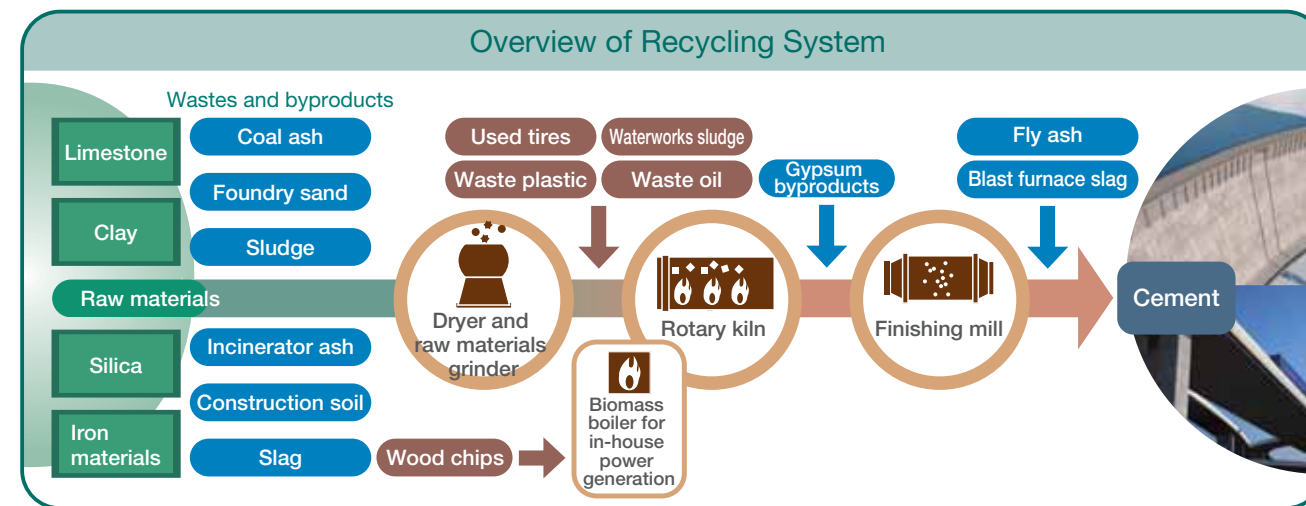 Overview of Recycling System
Wastes and byproducts
Limestone
Clay
Raw materials
Silica
Iron
materials
Coal ash
Foundry sand
Sludge
Incinerator ash
Construction soil
Slag
Wood chips
Used tires
Waterworks sludge
Waste plastic
Waste oil
Gypsum
byproducts
Fly ash
Blast furnace slag
Dryer and
raw materials
grinder
Rotary kiln
Finishing mill
Cement
Biomass
boiler for
in-house
power
generation